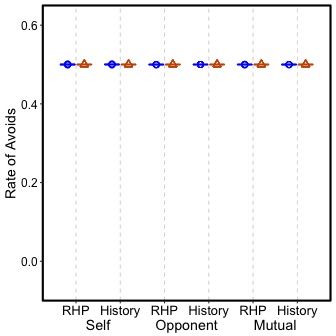 Rate of Avoids
0.6
0.4
0.2
0.0
RHP History RHP History RHP History
Self Opponent Mutual